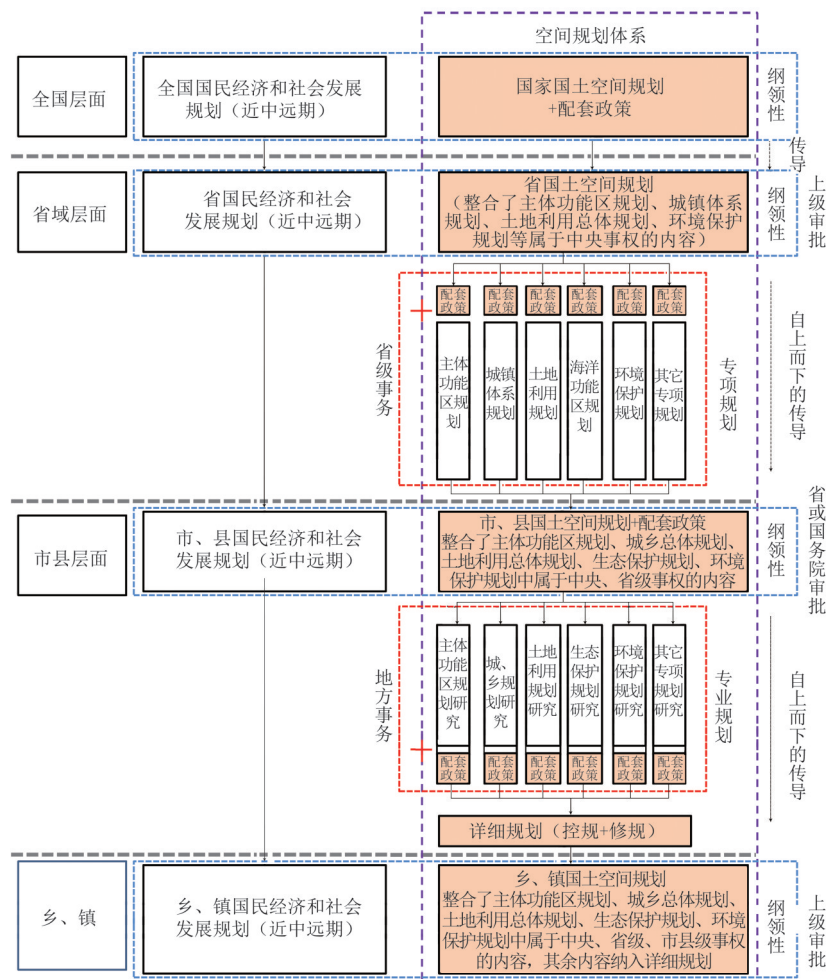 空间规划体系
全国层面
全国国民经济和社会发展
规划（近中远期）
国家国土空间规划
+配套政策
纲领性
传导
省域层面
省国民经济和社会
发展规划（近中远期）
省国土空间规划
（整合了主体功能区规划、城镇体系
规划、土地利用总体规划、环境保护
规划等属于中央事权的内容）
纲领性
上级审批
配套
政策
配套
政策
配套
政策
配套
政策
配套
政策
配套
政策
省级事务
主体
功能
区规
划
城镇
体系
规划
土地
利用
规划
海洋
功能
区规
划
环境
保护
规划
其它
专项
规划
专项规划
自上而下的传导
市县层面
市、县国民经济和社会
发展规划（近中远期）
市、县国土空间规划+配套政策
整合了主体功能区规划、城乡总体规划、
土地利用总体规划、生态保护规划、环境
保护规划中属于中央、省级事权的内容
纲领性
省或国务院审批
地方事务
主体
功能
区规
划研
究
城、
乡规
划研
究
土地
利用
规划
研究
生态
保护
规划
研究
环境
保护
规划
研究
其它
专项
规划
研究
专业规划
自上而下的传导
配套
政策
配套
政策
配套
政策
配套
政策
配套
政策
配套
政策
详细规划（控规+修规）
乡、镇
乡、镇国民经济和社会
发展规划（近中远期）
乡、镇国土空间规划
整合了主体功能区规划、城乡总体规划、
土地利用总体规划、生态保护规划、环境
保护规划中属于中央、省级、市县级事权
的内容，其余内容纳入详细规划
纲领性
上级审批